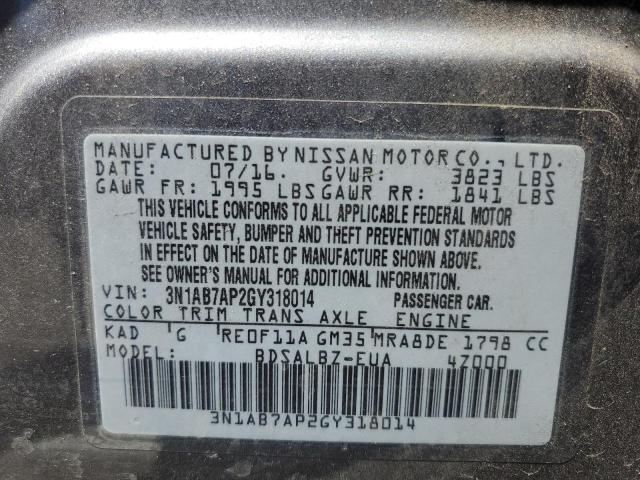 MANUFACTURED BY NISSAN MOTOR CO., LTD.
DATE: 07/16. GVWR: 3823 LBS
GAWR FR: 1995 LBS GAWR RR: 1841 LBS
THIS VEHICLE CONFORMS TO ALL APPLICABLE FEDERAL MOTOR
VEHICLE SAFETY, BUMPER AND THEFT PREVENTION STANDARDS
IN EFFECT ON THE DATE OF MANUFACTURE SHOWN ABOVE.
SEE OWNER'S MANUAL FOR ADDITIONAL INFORMATION.
VIN: 3N1AB7AP2GY318014 PASSENGER CAR.
COLOR TRIM TRANS AXLE ENGINE
KAD G RE0F11A GM35 MRA8DE 1798 CC
MODEL: BDSALBZ-EUA 4Z000
3N1AB7AP2GY318014